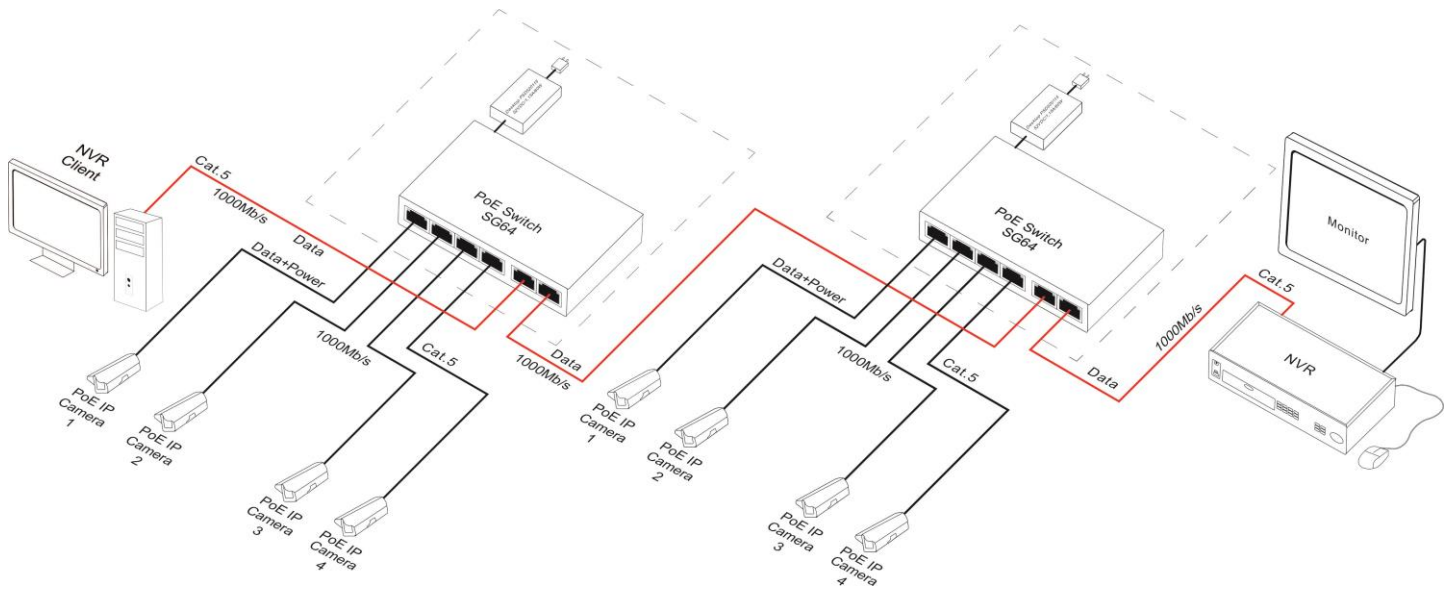 NVR
Client
Cat.5
1000Mb/s
Data
Data+Power
1000Mb/s
Cat.5
PoE Switch
SG64
Data
1000Mb/s
PoE IP
Camera
1
PoE IP
Camera
2
PoE IP
Camera
3
PoE IP
Camera
4
PoE Switch
SG64
Data+Power
1000Mb/s
Cat.5
Data
1000Mb/s
Cat.5
PoE IP
Camera
1
PoE IP
Camera
2
PoE IP
Camera
3
PoE IP
Camera
4
Monitor
NVR